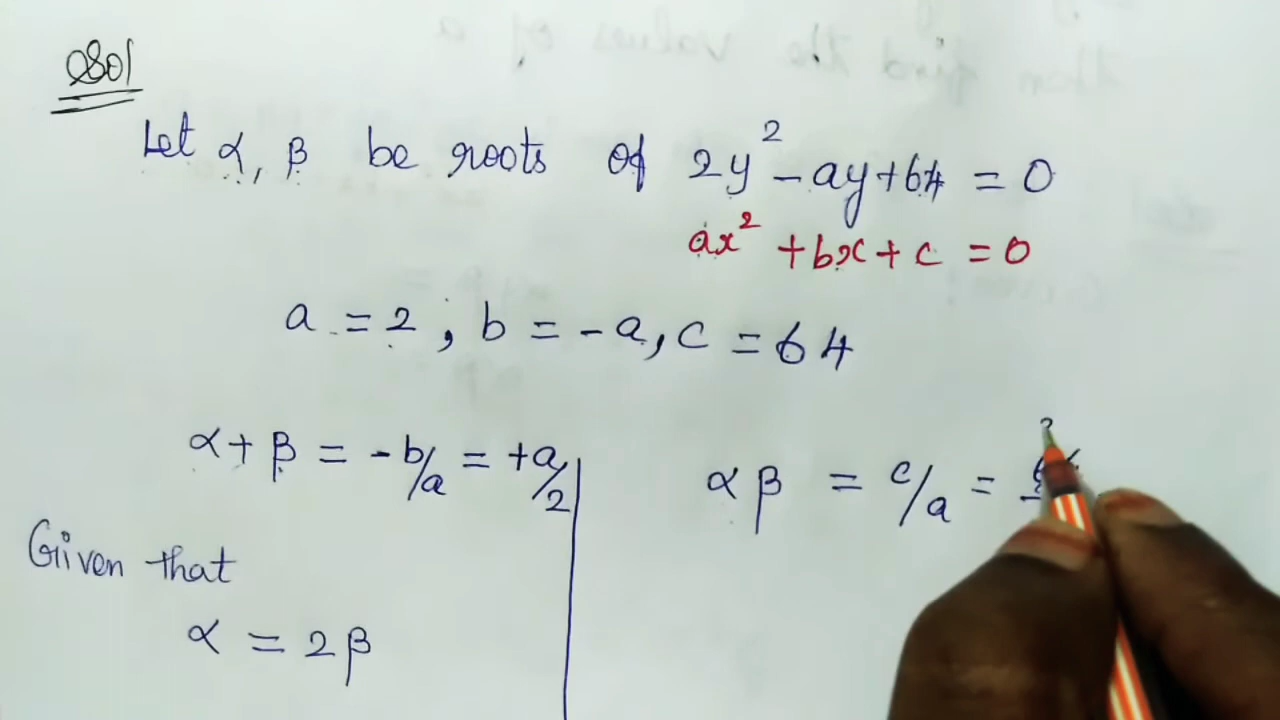 Sol
Let α, β be roots of 2y² - ay + 64 = 0
ax² + bx + c = 0
a = 2 ; b = -a, c = 64
α + β = -b/a = +a/2
αβ = c/a =
Given that
α = 2β